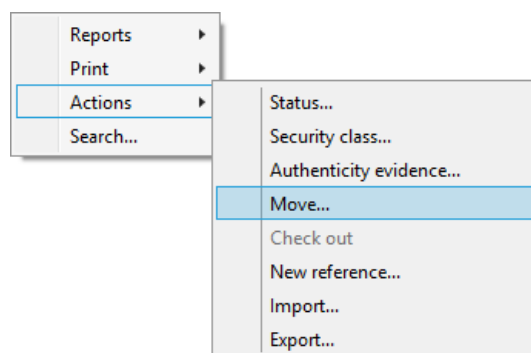 Reports
Print
Actions
Search...
Status...
Security class...
Authenticity evidence...
Move...
Check out
New reference...
Import...
Export...